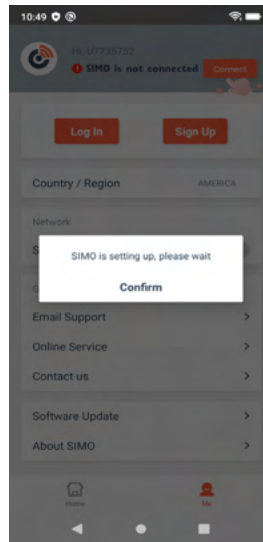 10:49
Hi, U7735752
SIMO is not connected
Connect
Log In
Sign Up
Country / Region
AMERICA
Network
S
SIMO is setting up, please wait
Confirm
Email Support
Online Service
Contact us
Software Update
About SIMO
Home
Me